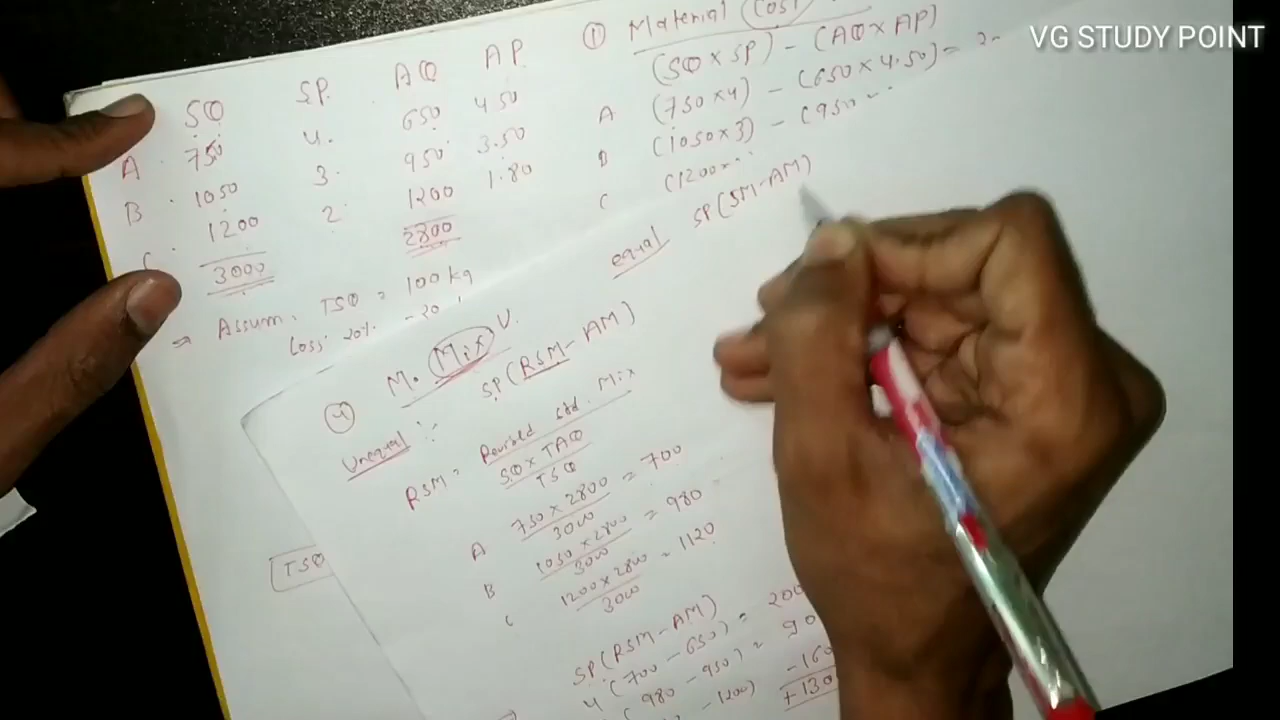 VG STUDY POINT
SQ SP. AQ AP
A 750 4. 650 4.50
B 1050 3. 950 3.50
C. 1200 2. 1200 1.80
3000 2800
⇒ Assum. TSQ = 100 kg
Loss: 20%. -20
① Material Cost
(SQ × SP) - (AQ × AP)
A (750 × 4) - (650 × 4.50) =
B (1050 × 3) - (950
C (1200 ×
equal SP(SM-AM)
④ M. Mix V.
SP (RSM - AM)
Unequal :-
RSM = Revised std. Mix
SQ × TAQ
TSQ
A 750 × 2800 = 700
3000
B 1050 × 2800 = 980
3000
C 1200 × 2800 = 1120
3000
TSQ
SP(RSM-AM)
4 (700 - 650) = 200
(980 - 950) = 90
- 1200) -160
+130